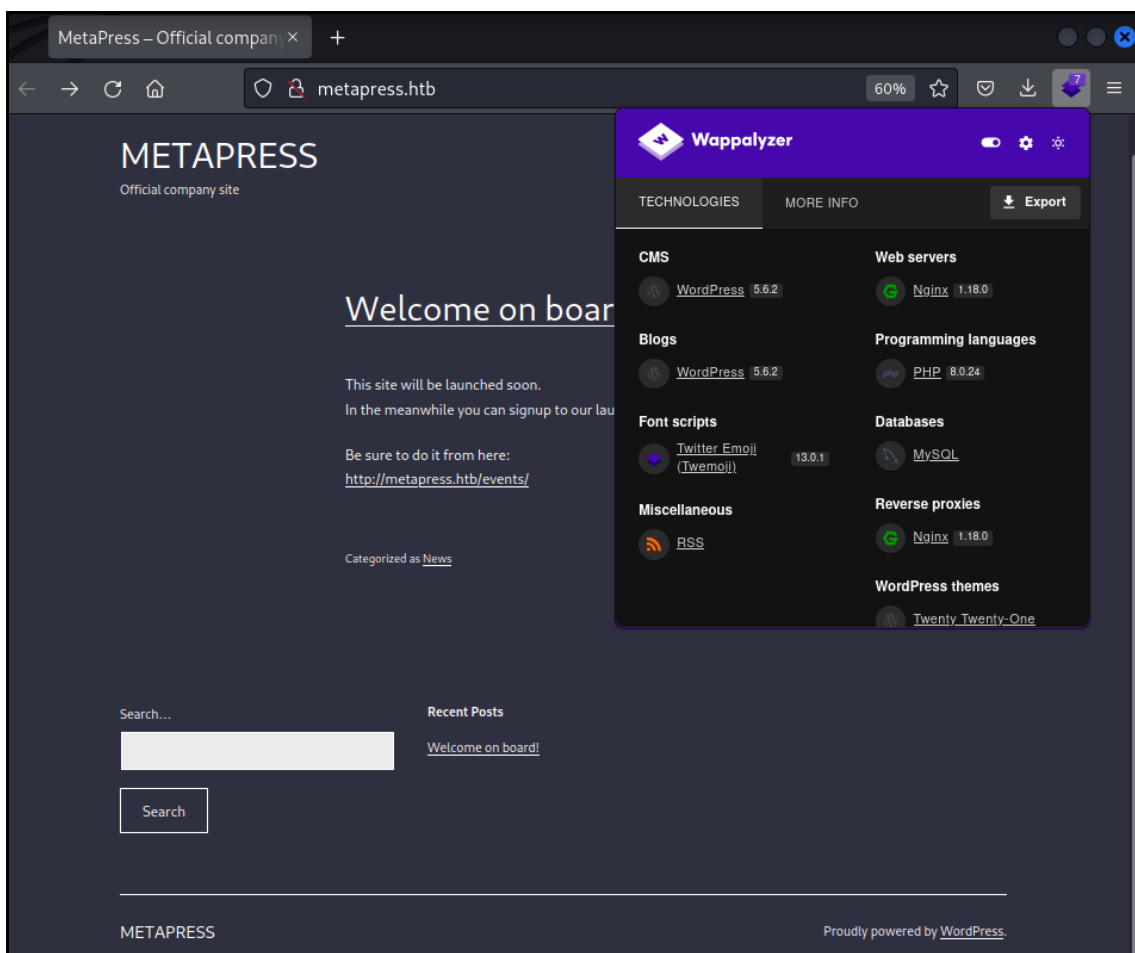 MetaPress – Official company
metapress.htb
60%
7
METAPRESS
Official company site
Welcome on boar
This site will be launched soon.
In the meanwhile you can signup to our lau
Be sure to do it from here:
http://metapress.htb/events/
Categorized as News
Wappalyzer
TECHNOLOGIES
MORE INFO
Export
CMS
WordPress 5.6.2
Blogs
WordPress 5.6.2
Font scripts
Twitter Emoji
(Twemoji)
13.0.1
Miscellaneous
RSS
Web servers
Nginx 1.18.0
Programming languages
php
PHP 8.0.24
Databases
MySQL
Reverse proxies
Nginx 1.18.0
WordPress themes
Twenty Twenty-One
Search…
Search
Recent Posts
Welcome on board!
METAPRESS
Proudly powered by WordPress.